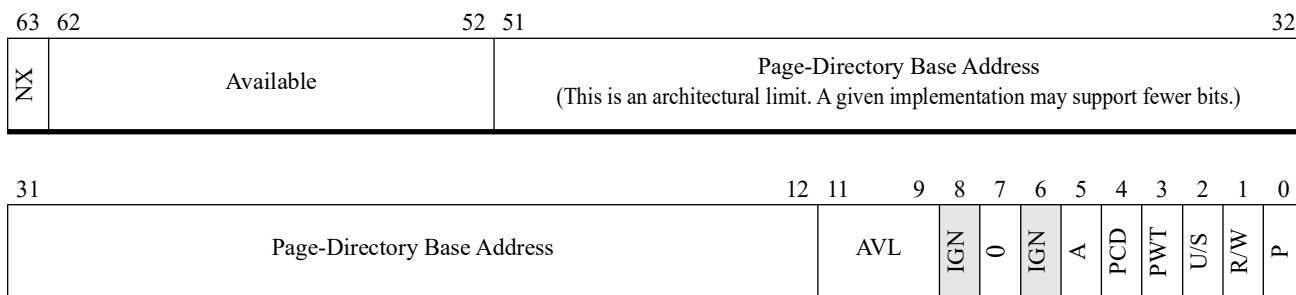 63 62 52 51 32
NX Available Page-Directory Base Address
(This is an architectural limit. A given implementation may support fewer bits.)
31 12 11 9 8 7 6 5 4 3 2 1 0
Page-Directory Base Address AVL IGN 0 IGN A PCD PWT U/S R/W P